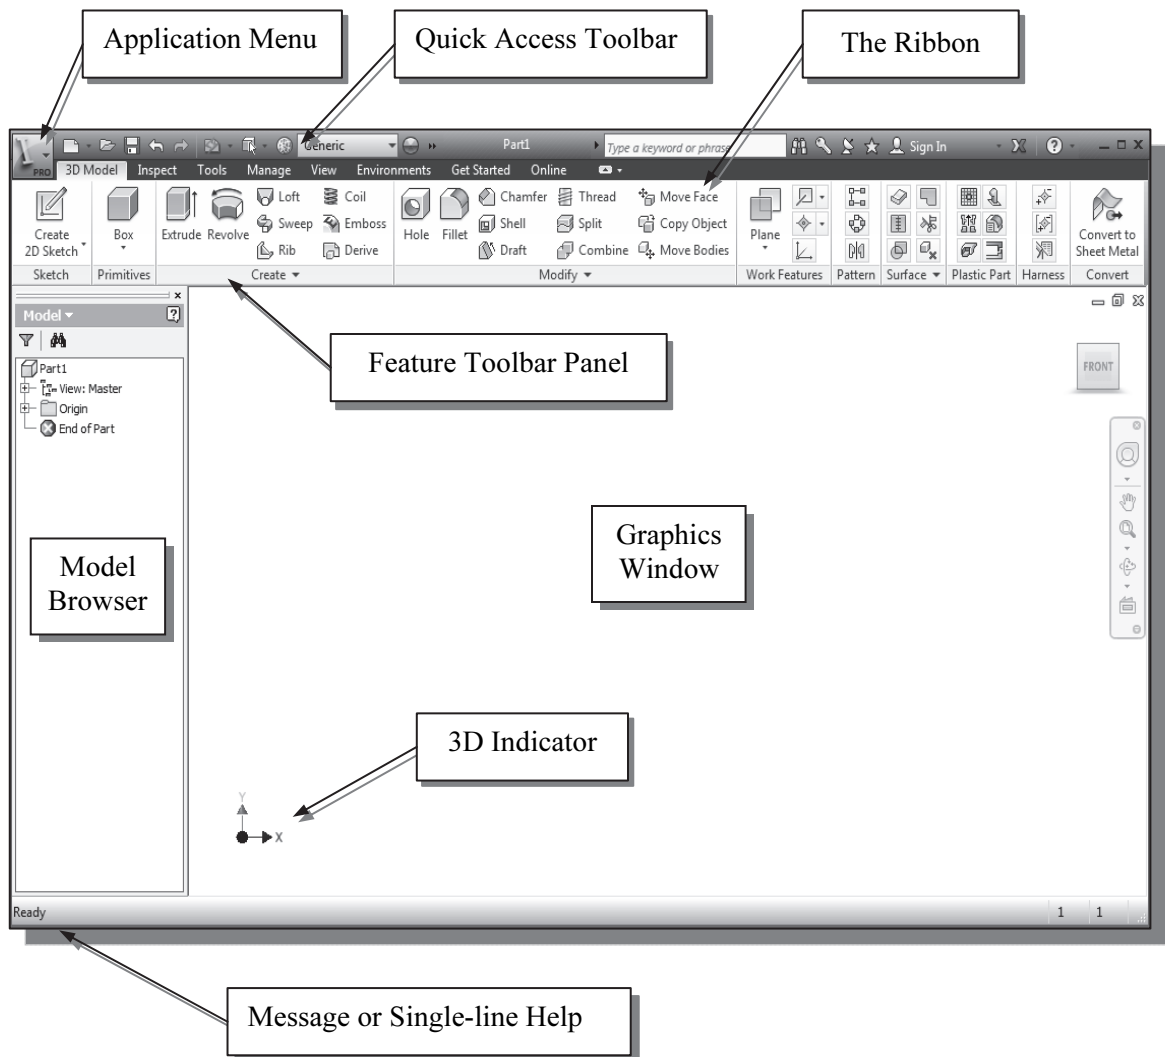 Application Menu
Quick Access Toolbar
The Ribbon
PRO
Generic
Part1
Type a keyword or phrase
Sign In
3D Model Inspect Tools Manage View Environments Get Started Online
Create
2D Sketch
Box
Extrude Revolve
Loft
Sweep
Rib
Coil
Emboss
Derive
Hole Fillet
Chamfer
Shell
Draft
Thread
Split
Combine
Move Face
Copy Object
Move Bodies
Plane
Convert to
Sheet Metal
Sketch Primitives Create Modify Work Features Pattern Surface Plastic Part Harness Convert
Model
Part1
View: Master
Origin
End of Part
Feature Toolbar Panel
FRONT
Graphics
Window
Model
Browser
3D Indicator
Y
X
Ready
1 1
Message or Single-line Help